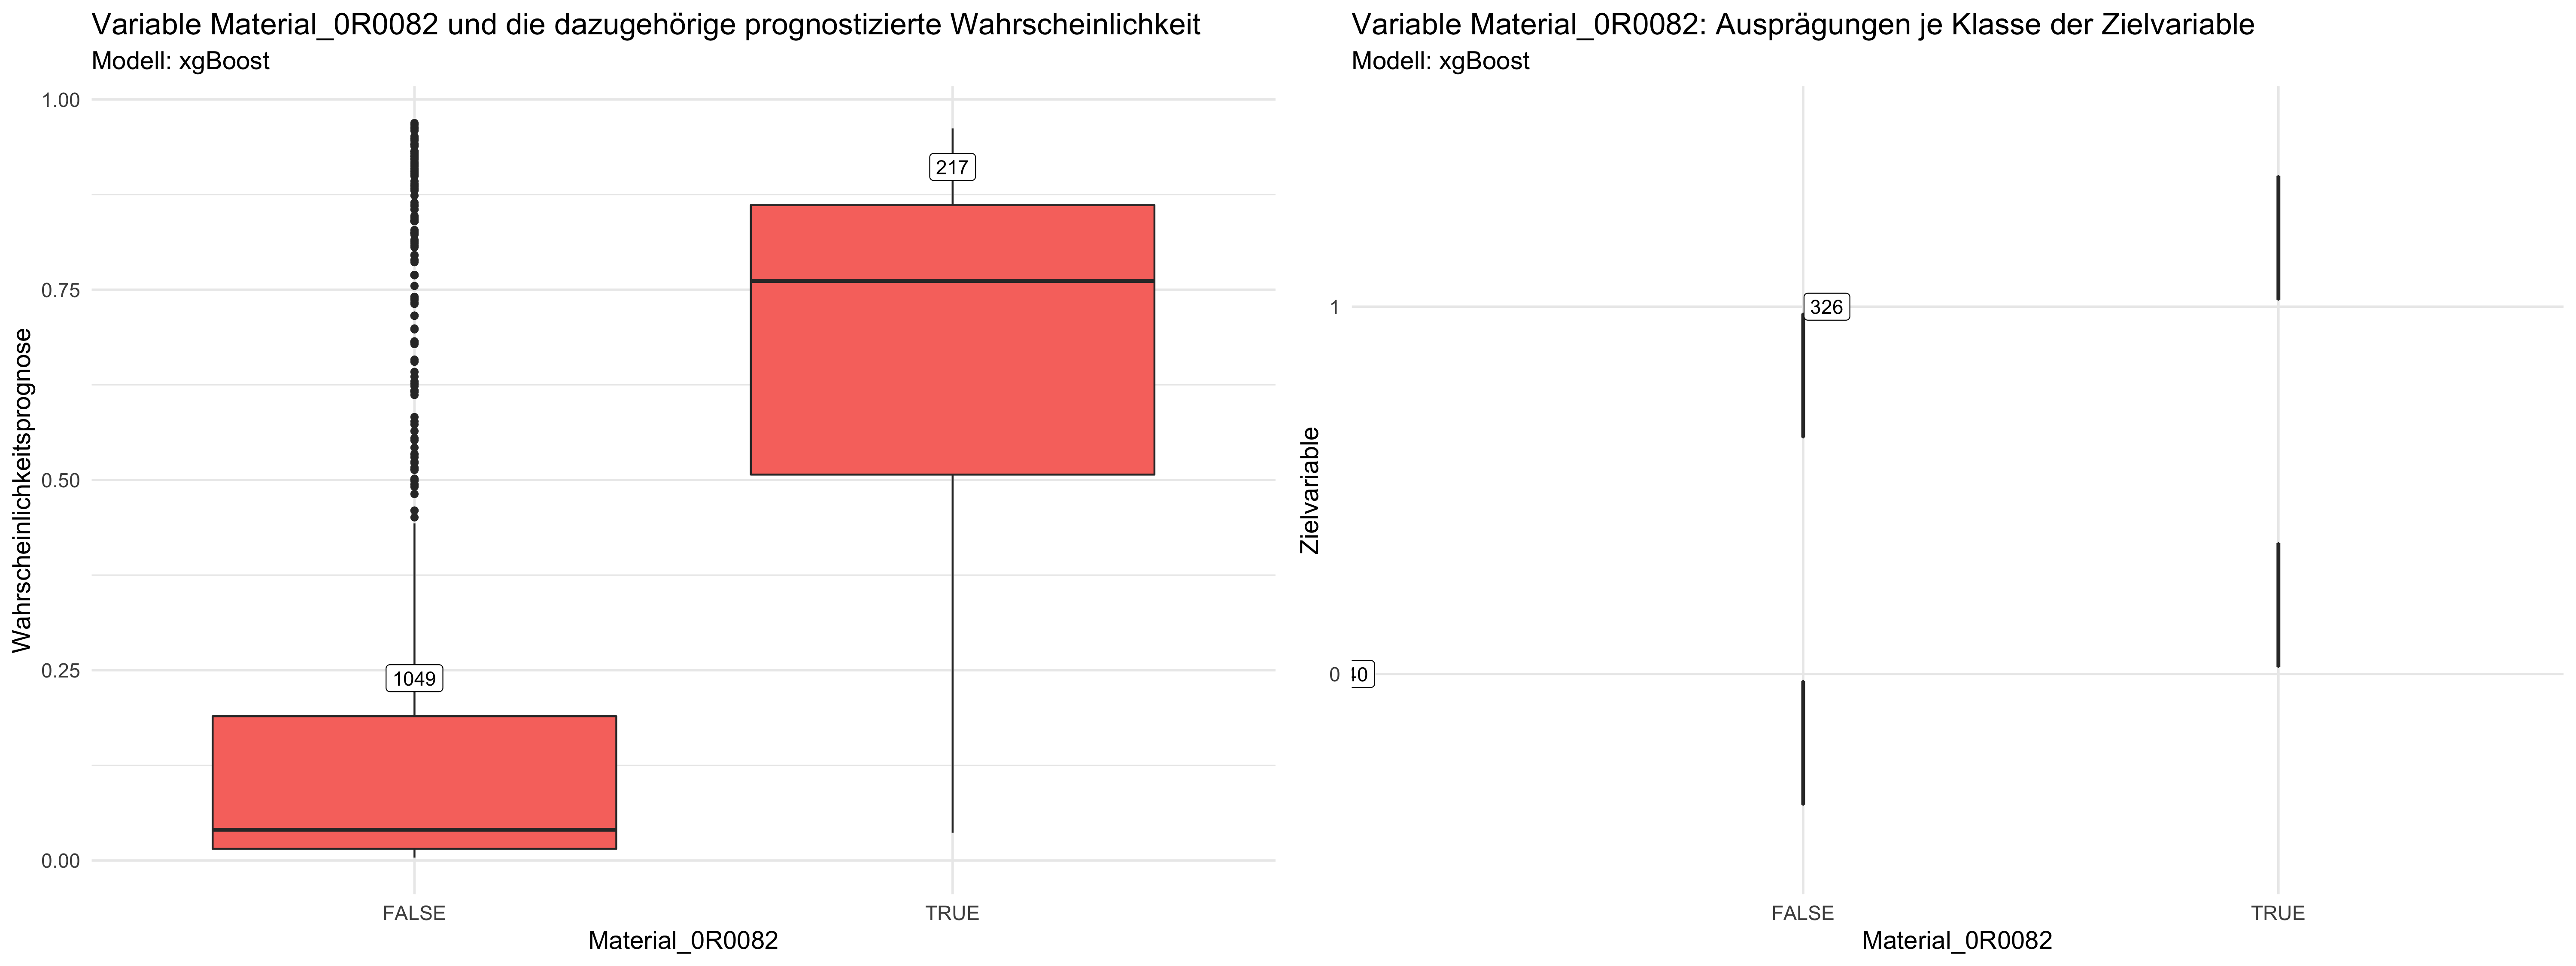 Variable Material_0R0082 und die dazugehörige prognostizierte Wahrscheinlichkeit
Modell: xgBoost
Wahrscheinlichkeitsprognose
1.00
0.75
0.50
0.25
0.00
217
1049
FALSE
TRUE
Material_0R0082
Variable Material_0R0082: Ausprägungen je Klasse der Zielvariable
Modell: xgBoost
Zielvariable
1
0
326
FALSE
TRUE
Material_0R0082